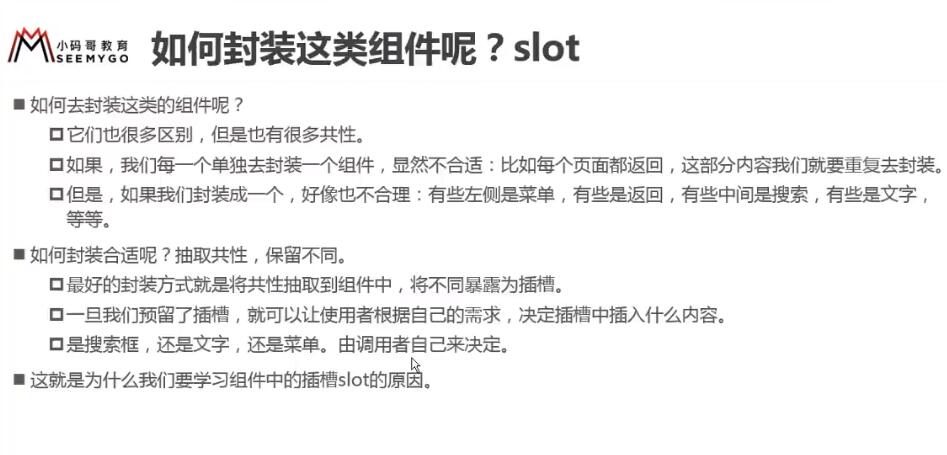 小码哥教育
SEEMYGO
如何封装这类组件呢？slot
如何去封装这类的组件呢？
它们也很多区别，但是也有很多共性。
如果，我们每一个单独去封装一个组件，显然不合适：比如每个页面都返回，这部分内容我们就要重复去封装。
但是，如果我们封装成一个，好像也不合理：有些左侧是菜单，有些是返回，有些中间是搜索，有些是文字，
等等。
如何封装合适呢？抽取共性，保留不同。
最好的封装方式就是将共性抽取到组件中，将不同暴露为插槽。
一旦我们预留了插槽，就可以让使用者根据自己的需求，决定插槽中插入什么内容。
是搜索框，还是文字，还是菜单。由调用者自己来决定。
这就是为什么我们要学习组件中的插槽slot的原因。